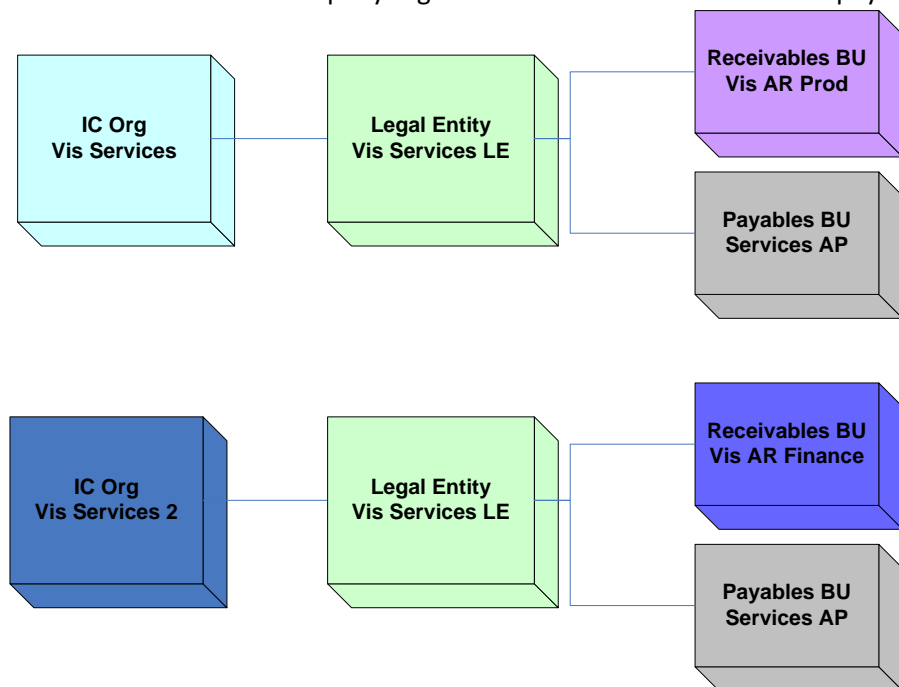 Receivables BU
Vis AR Prod
IC Org
Vis Services
Legal Entity
Vis Services LE
Payables BU
Services AP
Receivables BU
Vis AR Finance
IC Org
Vis Services 2
Legal Entity
Vis Services LE
Payables BU
Services AP